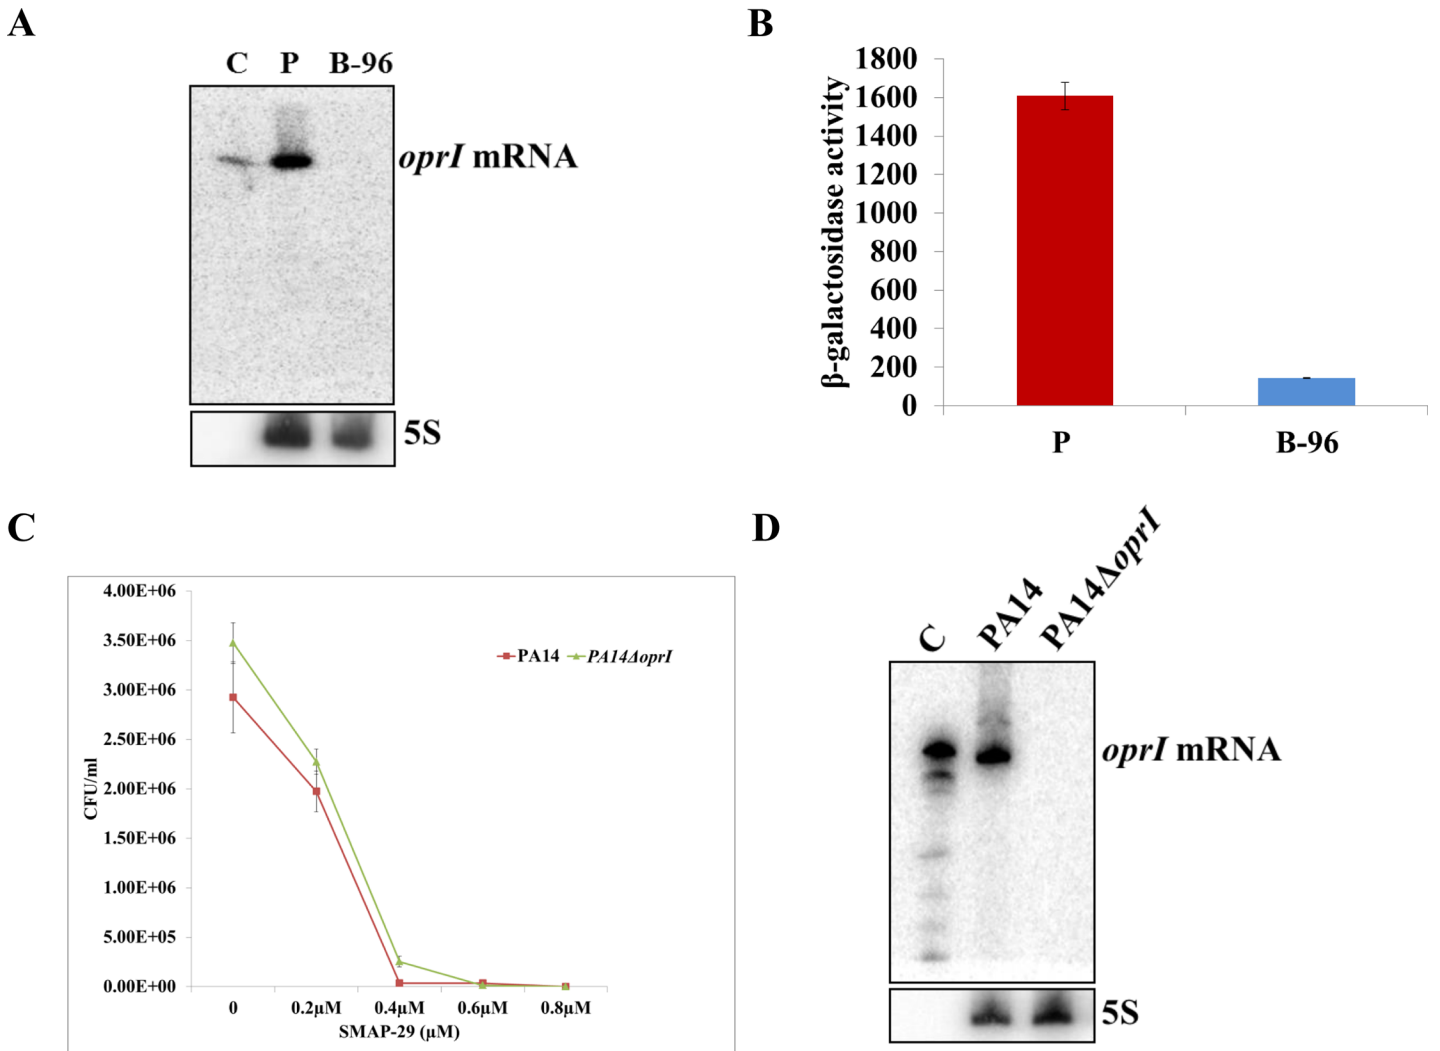 A
C P B-96
oprI mRNA
5S
B
β-galactosidase activity
1800
1600
1400
1200
1000
800
600
400
200
0
P B-96
C
CFU/ml
4.00E+06
3.50E+06
3.00E+06
2.50E+06
2.00E+06
1.50E+06
1.00E+06
5.00E+05
0.00E+00
PA14 PA14ΔoprI
0 0.2μM 0.4μM 0.6μM 0.8μM
SMAP-29 (μM)
D
C PA14 PA14ΔoprI
oprI mRNA
5S